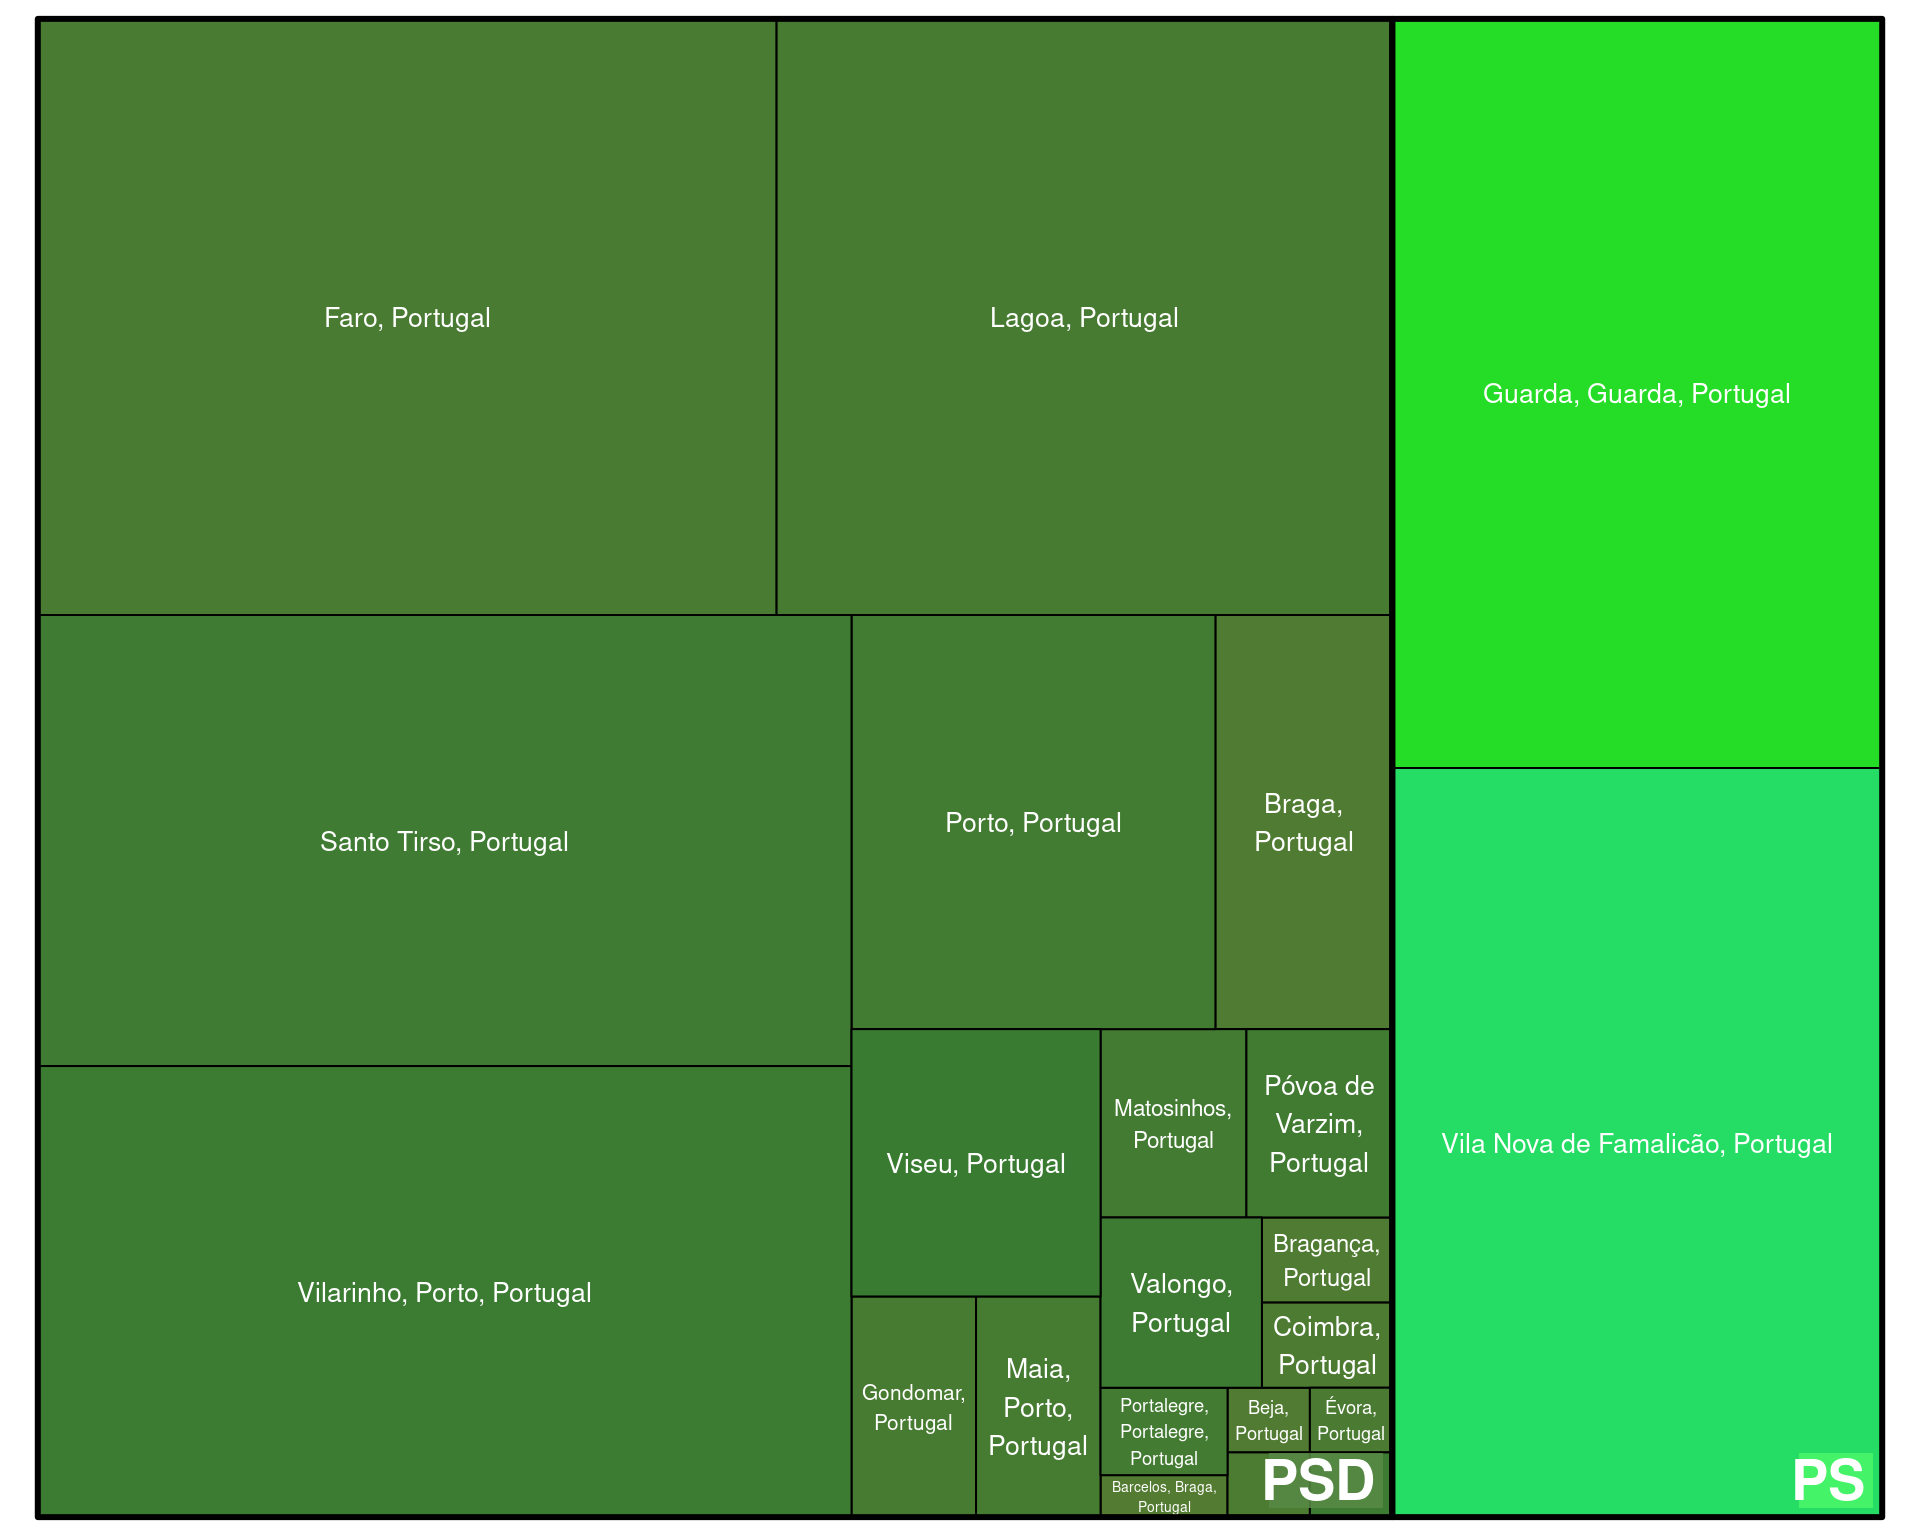 Faro, Portugal
Lagoa, Portugal
Guarda, Guarda, Portugal
Santo Tirso, Portugal
Porto, Portugal
Braga,
Portugal
Vila Nova de Famalicão, Portugal
Vilarinho, Porto, Portugal
Viseu, Portugal
Matosinhos,
Portugal
Póvoa de
Varzim,
Portugal
Valongo,
Portugal
Bragança,
Portugal
Coimbra,
Portugal
Gondomar,
Portugal
Maia,
Porto,
Portugal
Portalegre,
Portalegre,
Portugal
Beja,
Portugal
Évora,
Portugal
Barcelos, Braga,
Portugal
PSD
PS